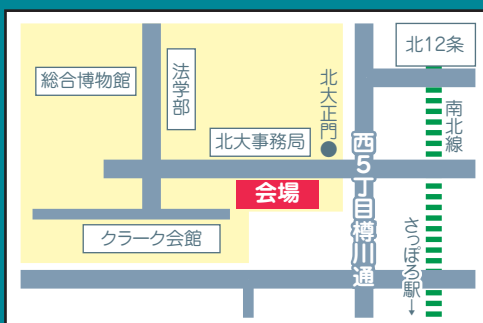 北12条
総合博物館
法学部
北大正門
南北線
北大事務局
西5丁目樽川通
会場
クラーク会館
さっぽろ駅→